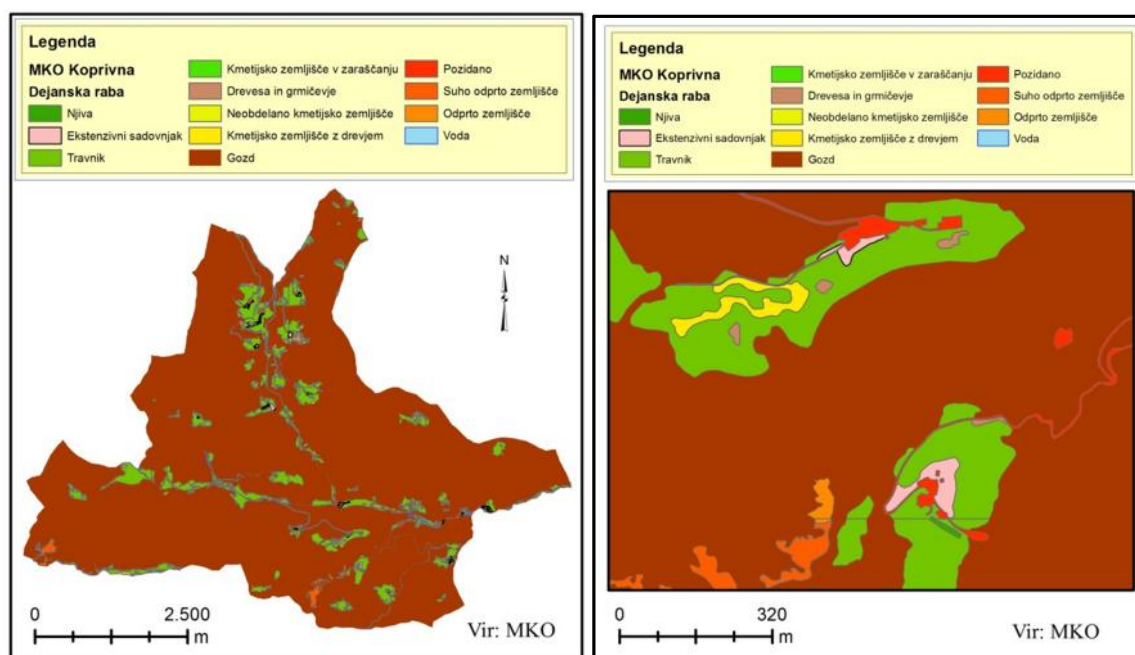 Legenda
MKO Koprivna
Dejanska raba
Njiva
Ekstenzivni sadovnjak
Travnik
Kmetijsko zemljišče v zaraščanju
Drevesa in grmičevje
Neobdelano kmetijsko zemljišče
Kmetijsko zemljišče z drevjem
Gozd
Pozidano
Suho odprto zemljišče
Odprto zemljišče
Voda
N
0 2.500
m
Vir: MKO
Legenda
MKO Koprivna
Dejanska raba
Njiva
Ekstenzivni sadovnjak
Travnik
Kmetijsko zemljišče v zaraščanju
Drevesa in grmičevje
Neobdelano kmetijsko zemljišče
Kmetijsko zemljišče z drevjem
Gozd
Pozidano
Suho odprto zemljišče
Odprto zemljišče
Voda
0 320
m
Vir: MKO